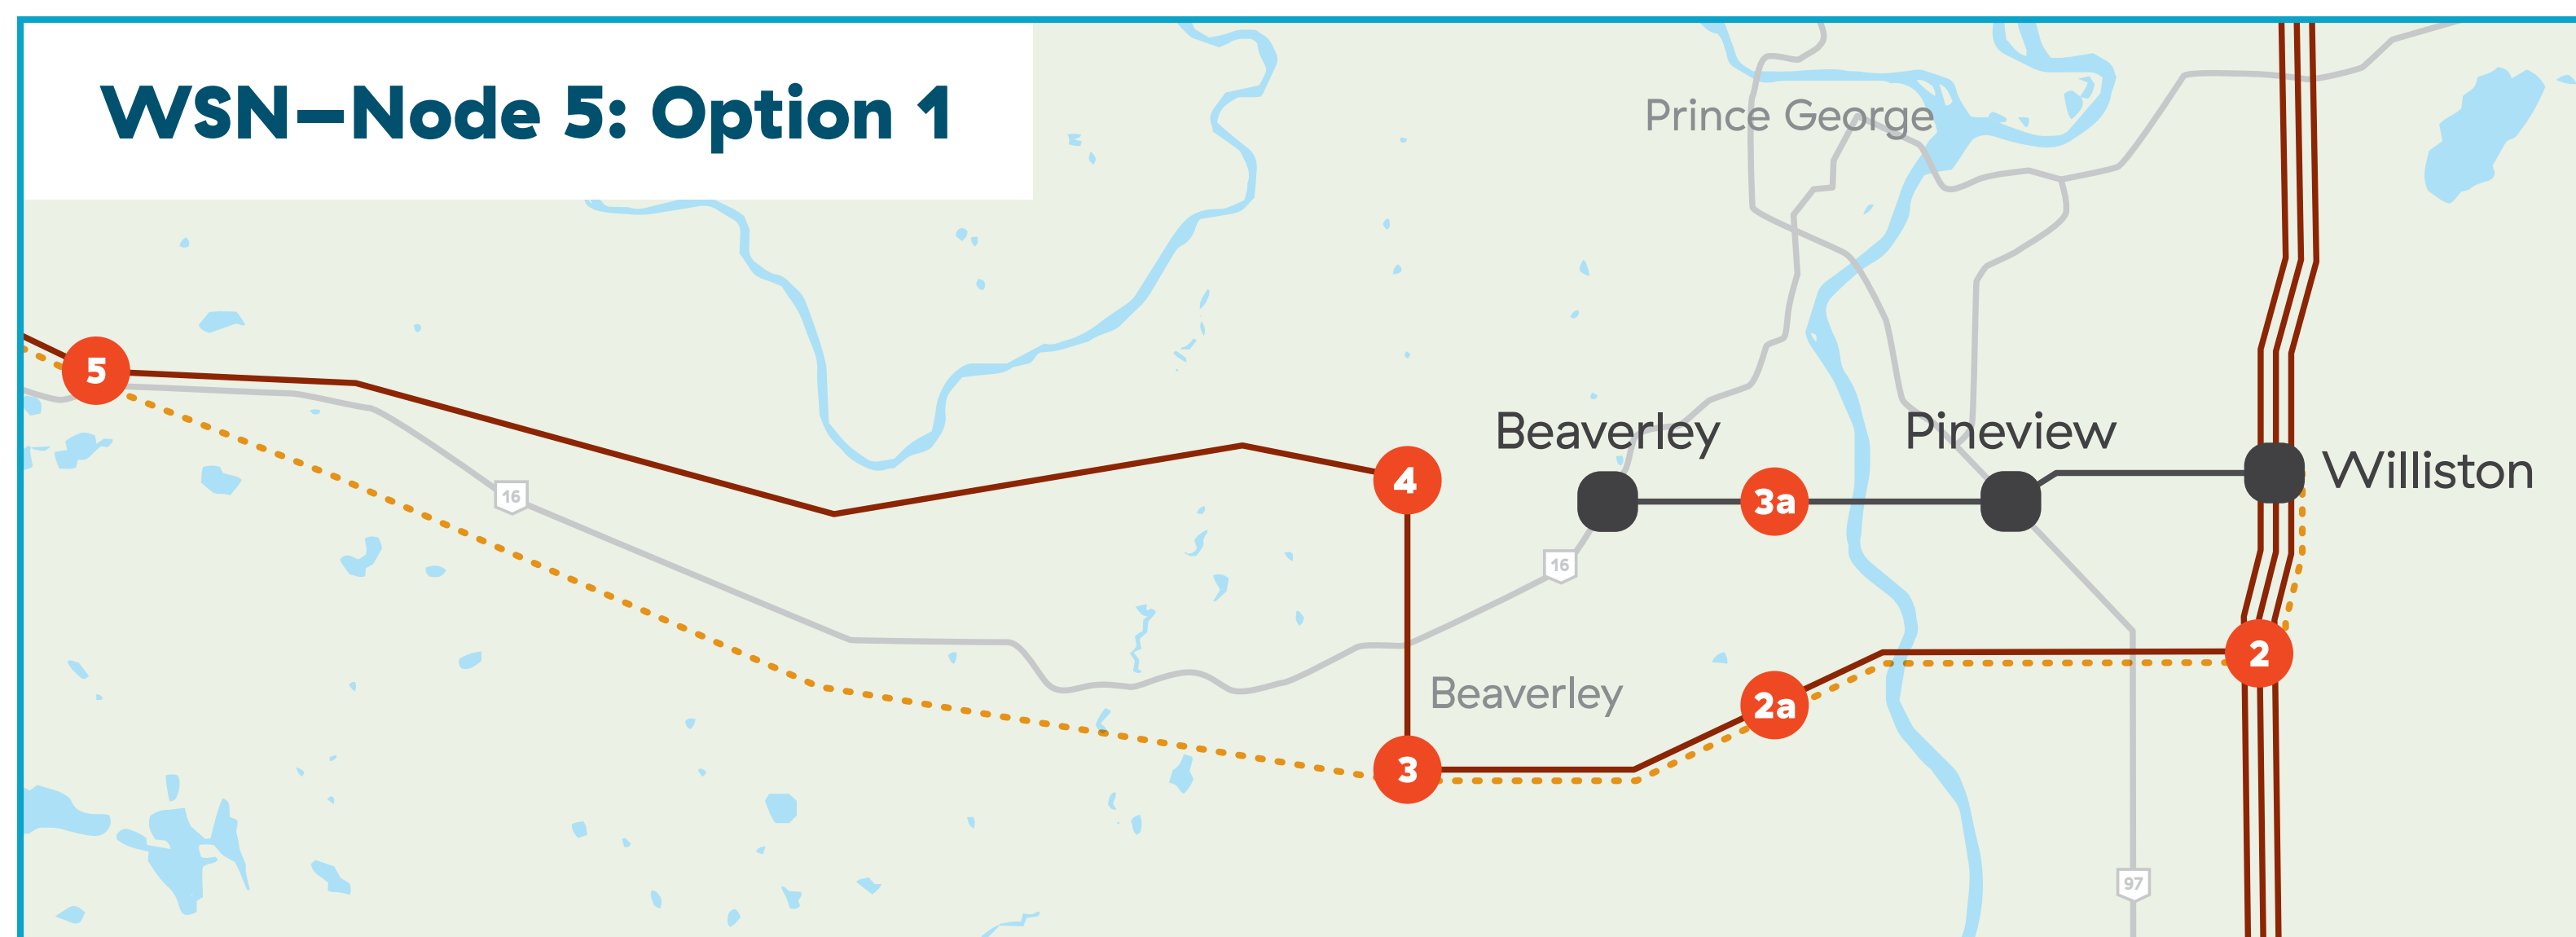 WSN–Node 5: Option 1
Prince George
5
Beaverley
Pineview
4
Williston
16
3a
16
2
Beaverley
2a
3
97